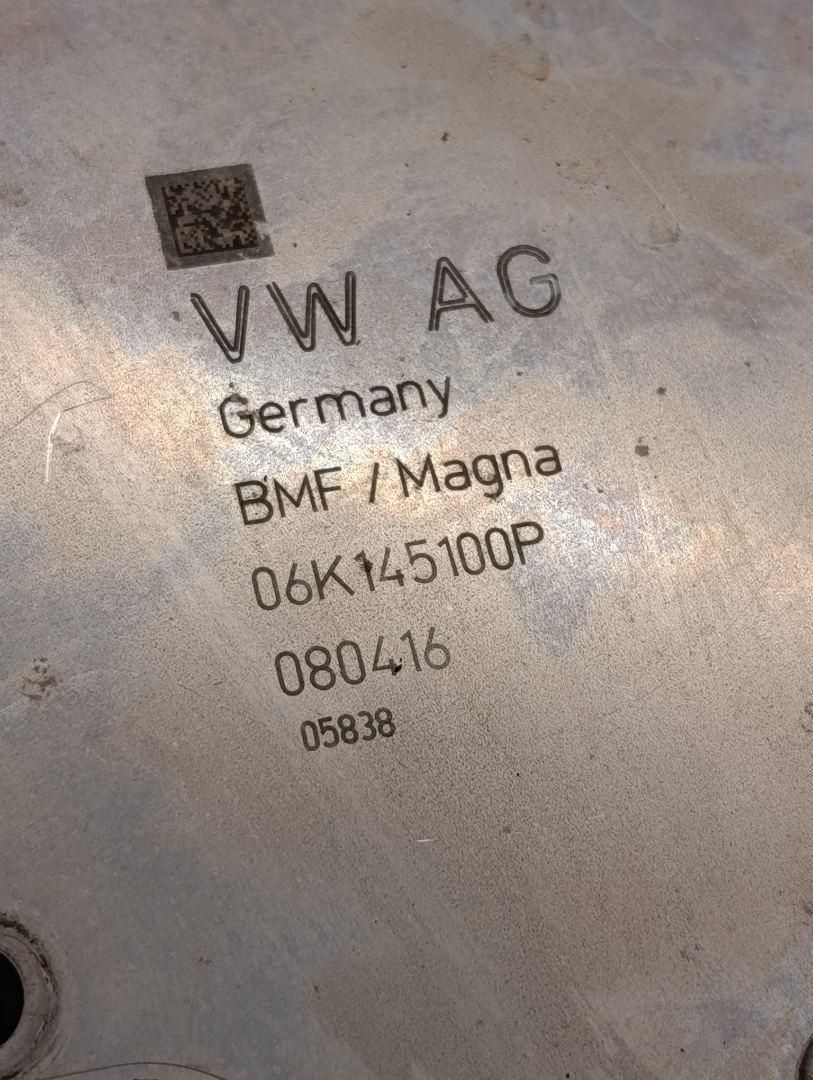 VW AG
Germany
BMF / Magna
06K145100P
080416
05838